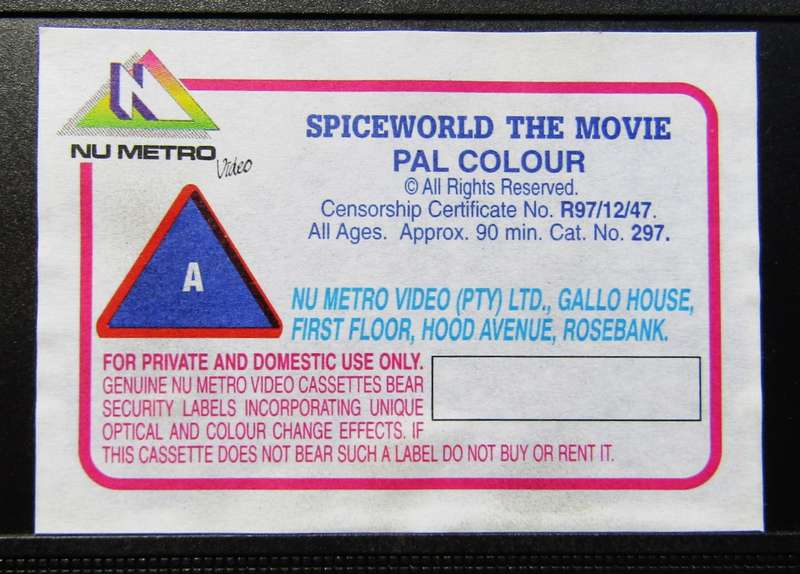 N
NU METRO
Video
SPICEWORLD THE MOVIE
PAL COLOUR
© All Rights Reserved.
Censorship Certificate No. R97/12/47.
All Ages. Approx. 90 min. Cat. No. 297.
A
NU METRO VIDEO (PTY) LTD., GALLO HOUSE,
FIRST FLOOR, HOOD AVENUE, ROSEBANK.
FOR PRIVATE AND DOMESTIC USE ONLY.
GENUINE NU METRO VIDEO CASSETTES BEAR
SECURITY LABELS INCORPORATING UNIQUE
OPTICAL AND COLOUR CHANGE EFFECTS. IF
THIS CASSETTE DOES NOT BEAR SUCH A LABEL DO NOT BUY OR RENT IT.